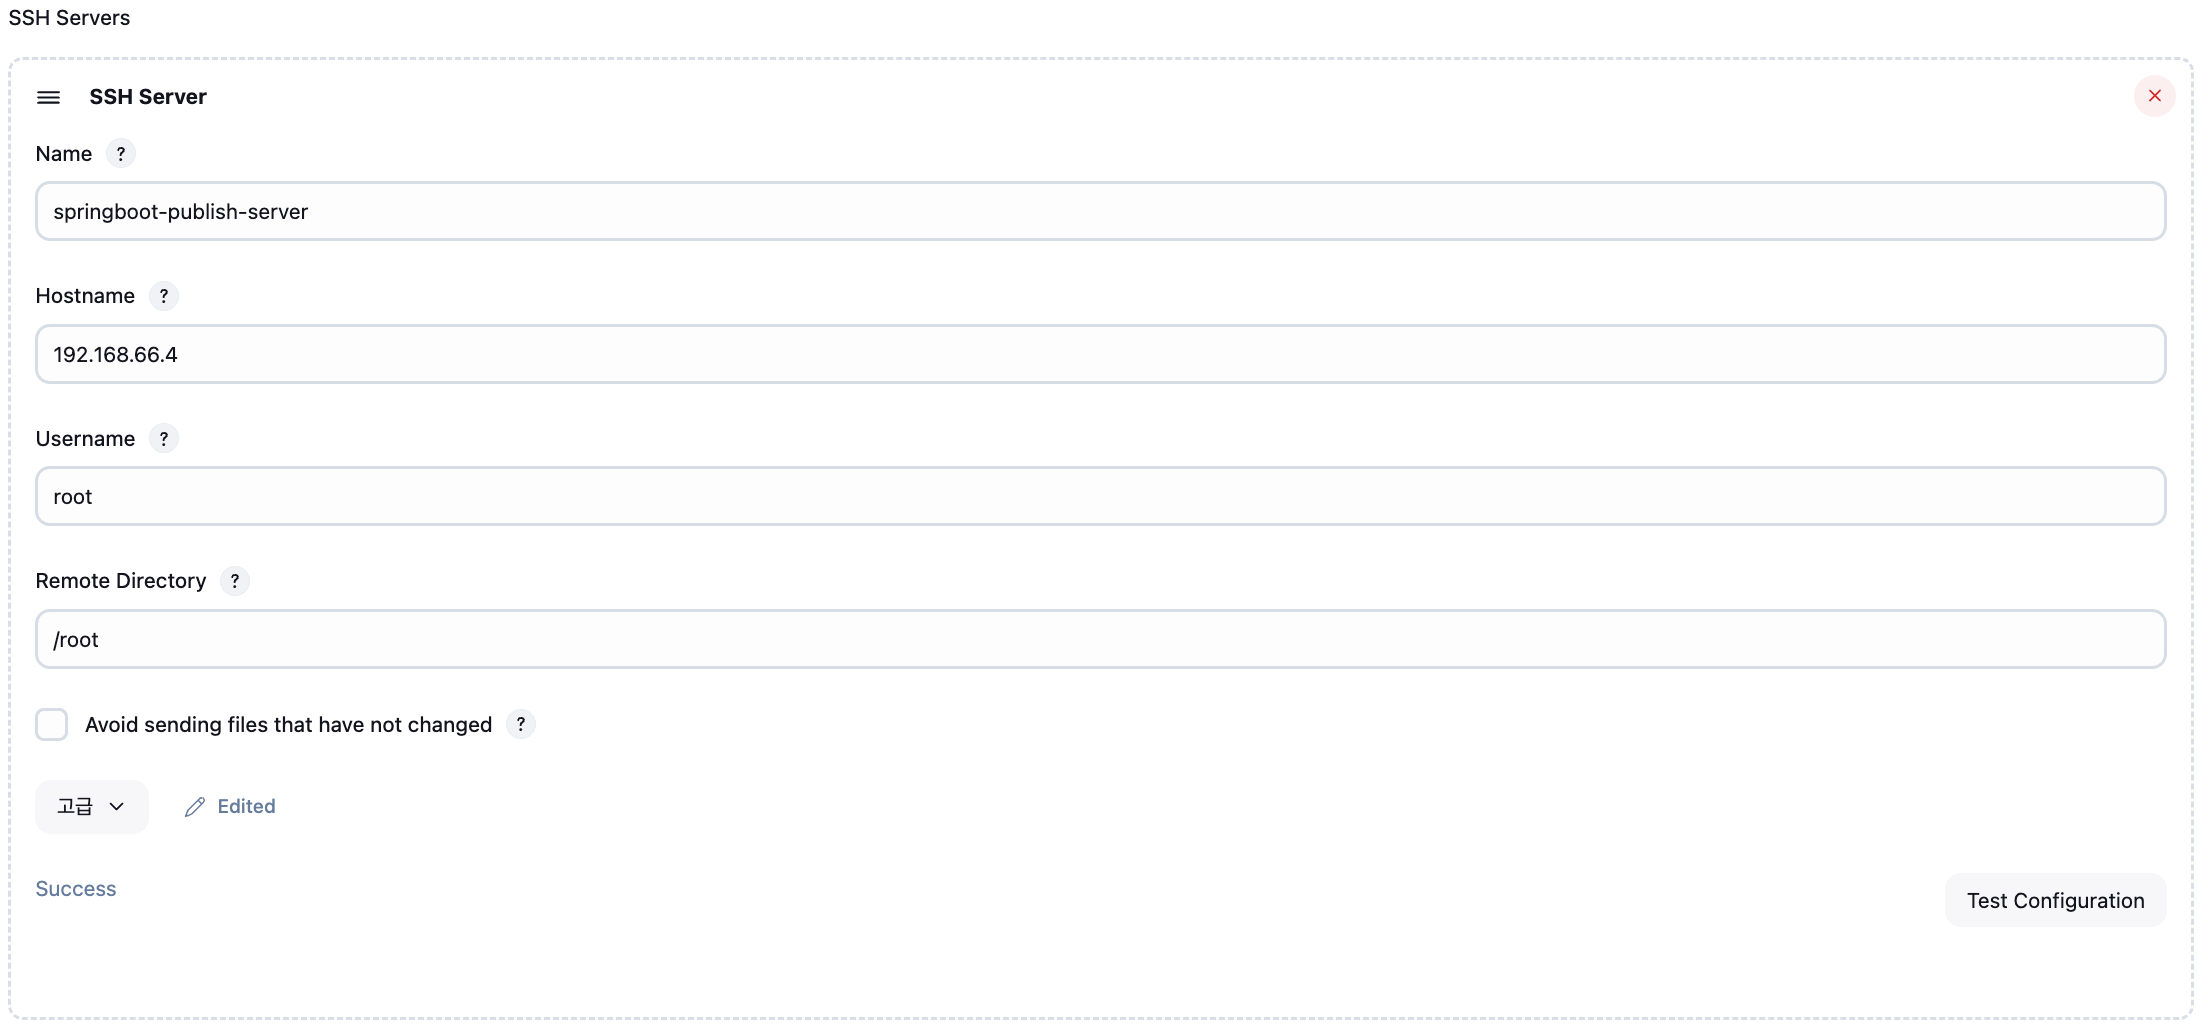 SSH Servers
SSH Server
Name ?
springboot-publish-server
Hostname ?
192.168.66.4
Username ?
root
Remote Directory ?
/root
Avoid sending files that have not changed ?
고급 Edited
Success
Test Configuration